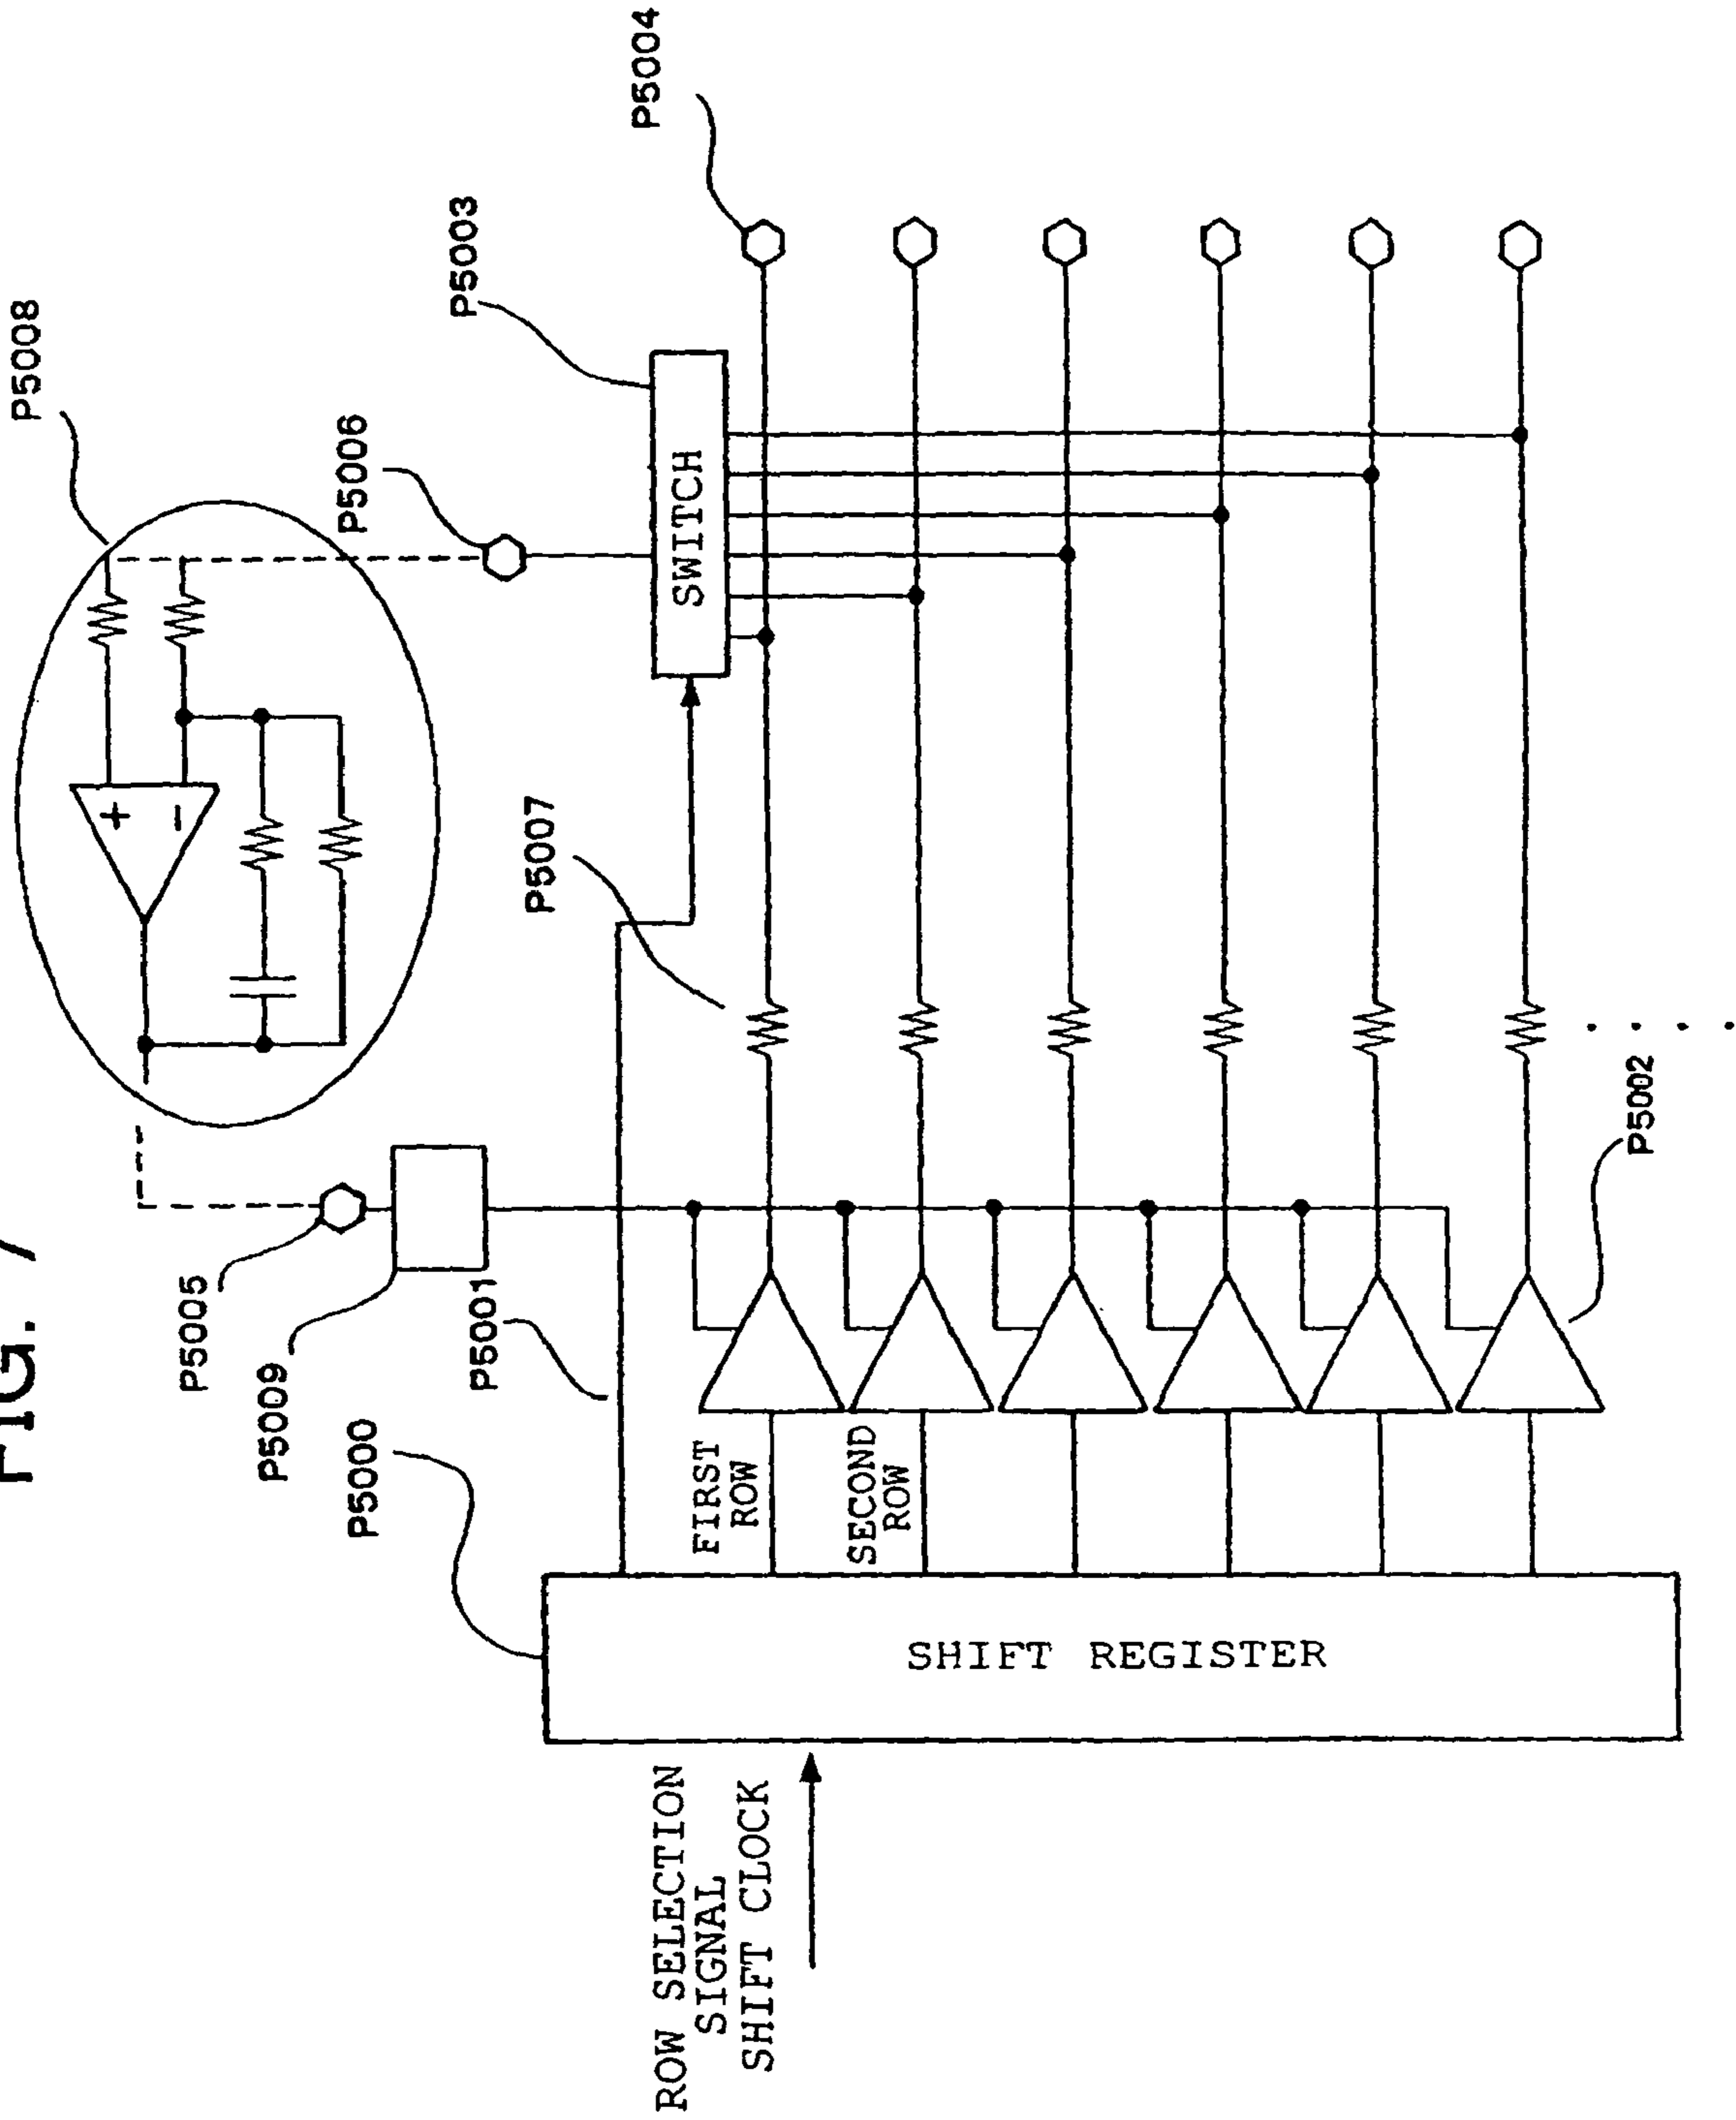 FIG. 7
P5008
P5004
P5003
P5006
SWITCH
P5007
P5005
P5009
P5001
P5000
P5002
FIRST
ROW
SECOND
ROW
SHIFT REGISTER
ROW SELECTION
SIGNAL
SHIFT CLOCK
+
−